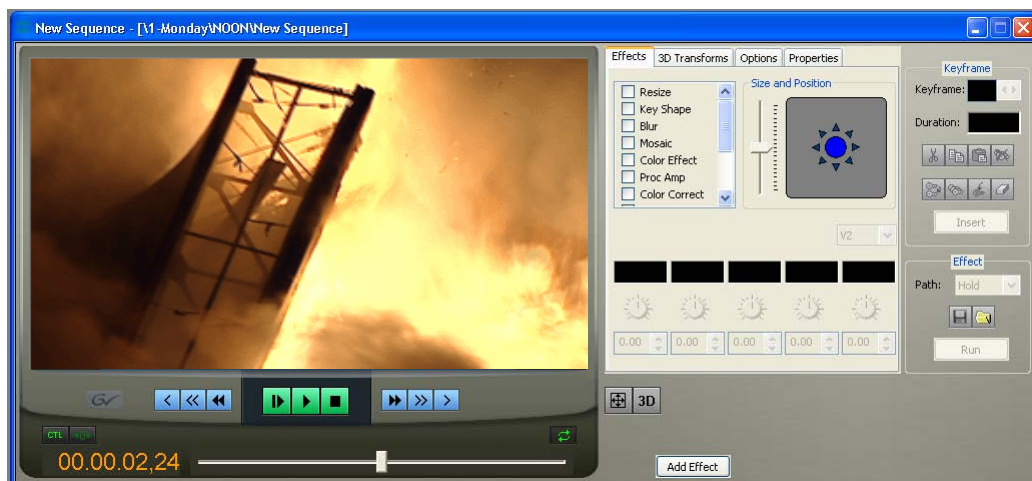 New Sequence - [\1-Monday\NOON\New Sequence]
Effects 3D Transforms Options Properties
Resize
Key Shape
Blur
Mosaic
Color Effect
Proc Amp
Color Correct
Size and Position
V2
0.00 0.00 0.00 0.00 0.00
Keyframe
Keyframe:
Duration:
Insert
Effect
Path: Hold
Run
GV
3D
CTL
00.00.02,24
Add Effect